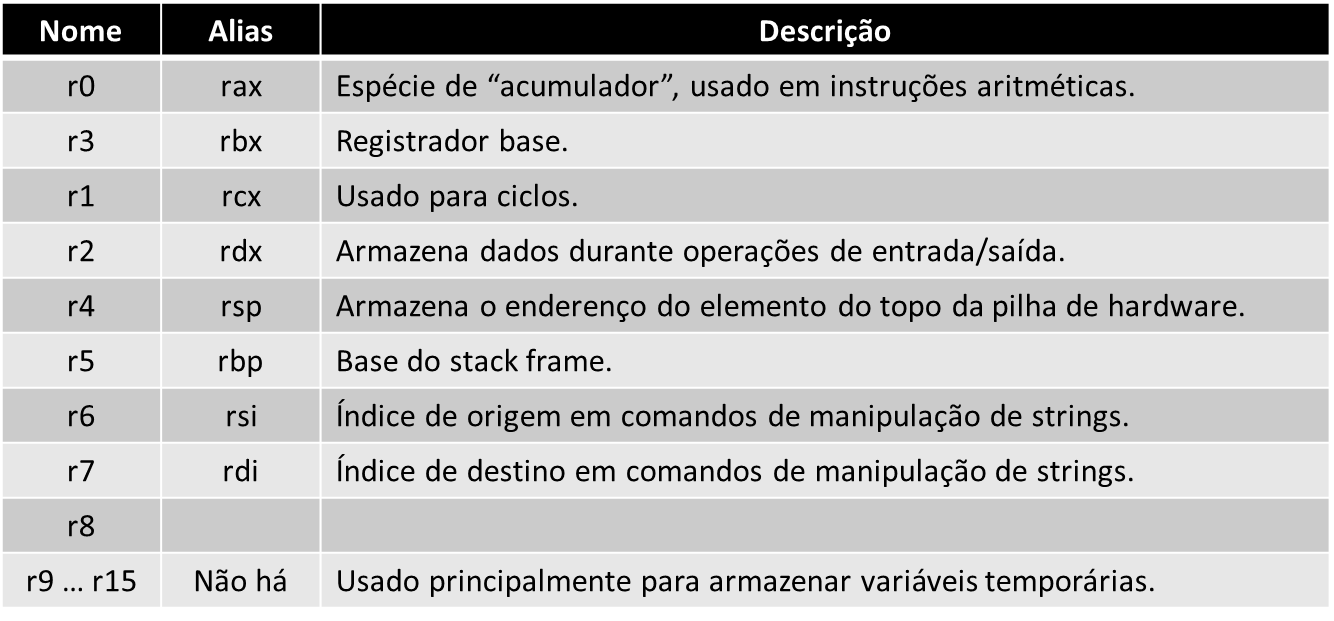 Nome Alias Descrição
r0 rax Espécie de “acumulador”, usado em instruções aritméticas.
r3 rbx Registrador base.
r1 rcx Usado para ciclos.
r2 rdx Armazena dados durante operações de entrada/saída.
r4 rsp Armazena o enderenço do elemento do topo da pilha de hardware.
r5 rbp Base do stack frame.
r6 rsi Índice de origem em comandos de manipulação de strings.
r7 rdi Índice de destino em comandos de manipulação de strings.
r8
r9 ... r15 Não há Usado principalmente para armazenar variáveis temporárias.